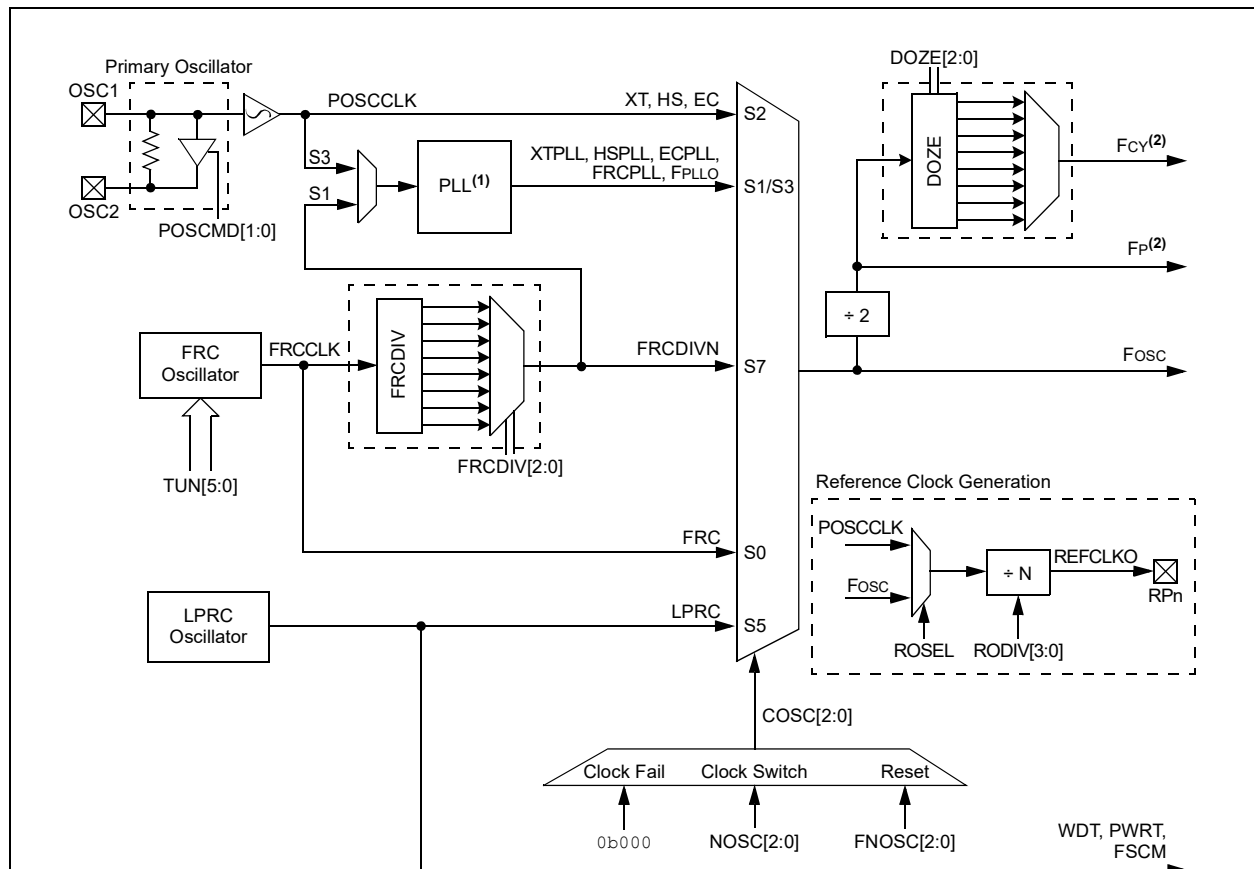 DOZE[2:0]
Primary Oscillator
OSC1
POSCCLK
XT, HS, EC
S2
DOZE
FCY(2)
S3
XTPLL, HSPLL, ECPLL,
FRCPLL, FPLLO
PLL(1)
S1/S3
S1
OSC2
POSCMD[1:0]
FP(2)
÷ 2
FRC
Oscillator
FRCCLK
FRCDIV
FRCDIVN
S7
FOSC
FRCDIV[2:0]
TUN[5:0]
Reference Clock Generation
POSCCLK
FRC
S0
÷ N
REFCLKO
RPn
FOSC
LPRC
Oscillator
LPRC
S5
ROSEL
RODIV[3:0]
COSC[2:0]
Clock Fail
Clock Switch
Reset
0b000
NOSC[2:0]
FNOSC[2:0]
WDT, PWRT,
FSCM